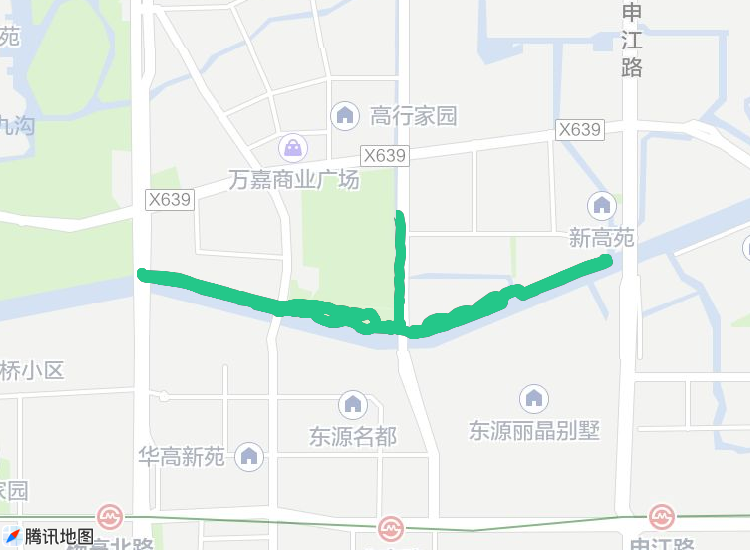 苑
申江路
九沟
高行家园
X639
X639
万嘉商业广场
X639
新高苑
桥小区
东源名都
东源丽晶别墅
华高新苑
家园
腾讯地图
申江路